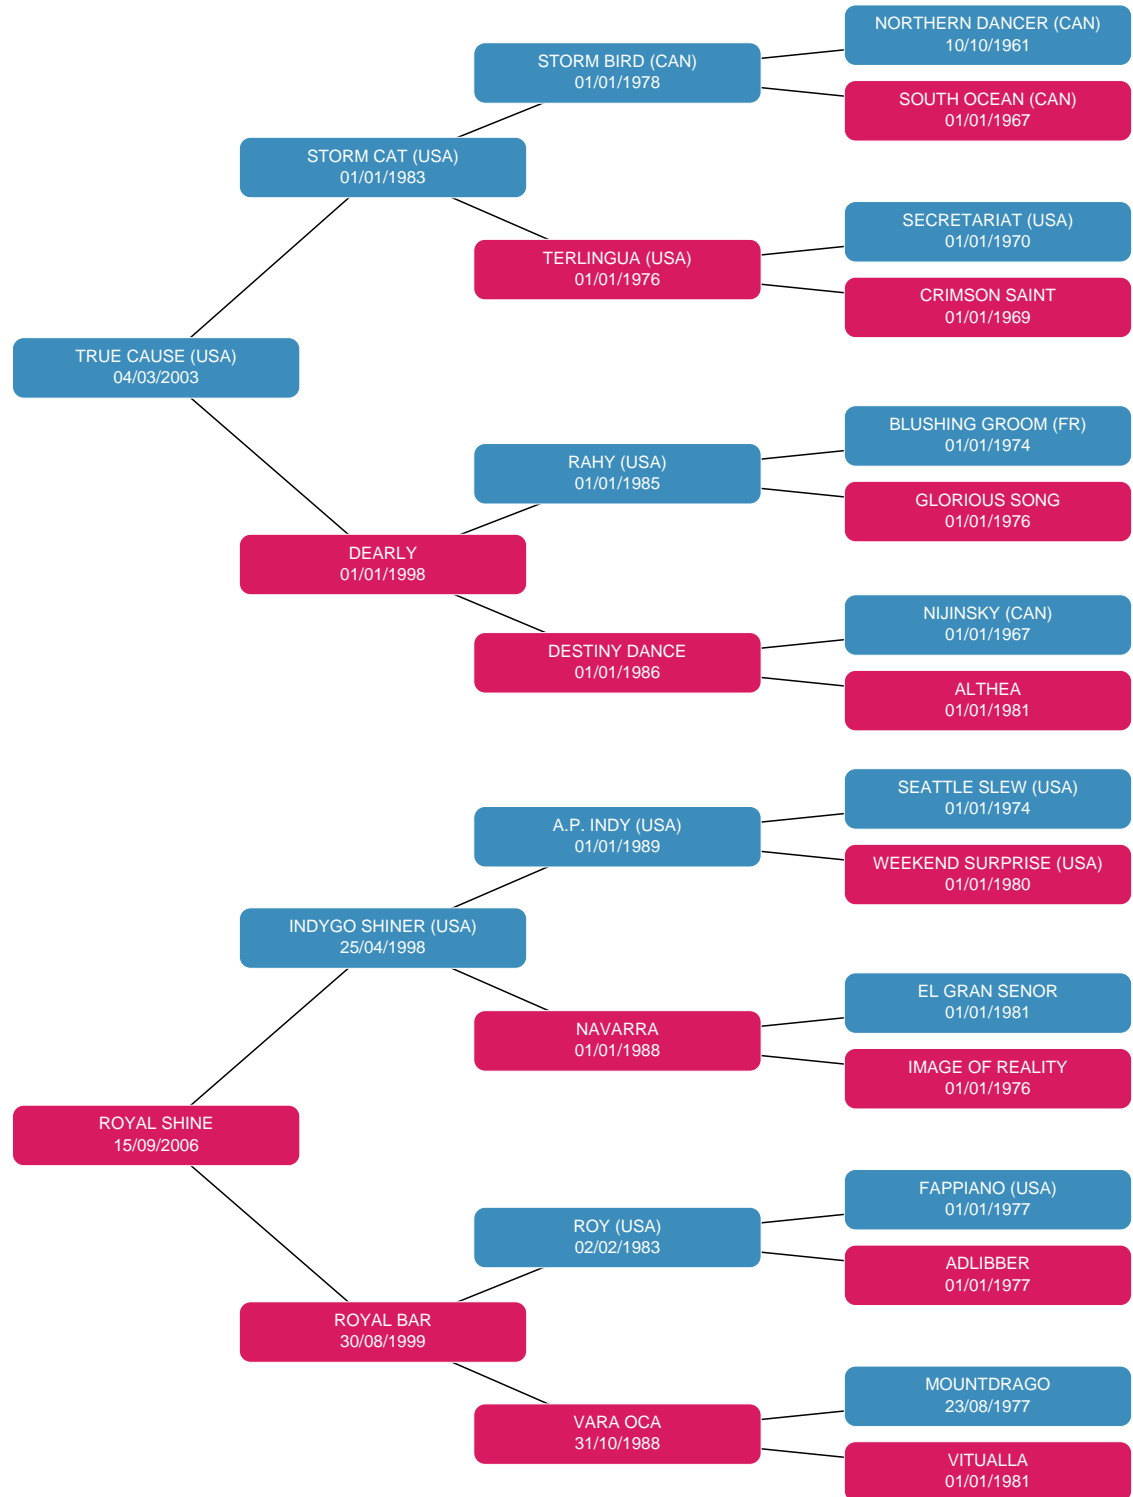 NORTHERN DANCER (CAN)
10/10/1961
STORM BIRD (CAN)
01/01/1978
SOUTH OCEAN (CAN)
01/01/1967
STORM CAT (USA)
01/01/1983
SECRETARIAT (USA)
01/01/1970
TERLINGUA (USA)
01/01/1976
CRIMSON SAINT
01/01/1969
TRUE CAUSE (USA)
04/03/2003
BLUSHING GROOM (FR)
01/01/1974
RAHY (USA)
01/01/1985
GLORIOUS SONG
01/01/1976
DEARLY
01/01/1998
NIJINSKY (CAN)
01/01/1967
DESTINY DANCE
01/01/1986
ALTHEA
01/01/1981
SEATTLE SLEW (USA)
01/01/1974
A.P. INDY (USA)
01/01/1989
WEEKEND SURPRISE (USA)
01/01/1980
INDYGO SHINER (USA)
25/04/1998
EL GRAN SENOR
01/01/1981
NAVARRA
01/01/1988
IMAGE OF REALITY
01/01/1976
ROYAL SHINE
15/09/2006
FAPPIANO (USA)
01/01/1977
ROY (USA)
02/02/1983
ADLIBBER
01/01/1977
ROYAL BAR
30/08/1999
MOUNTDRAGO
23/08/1977
VARA OCA
31/10/1988
VITUALLA
01/01/1981